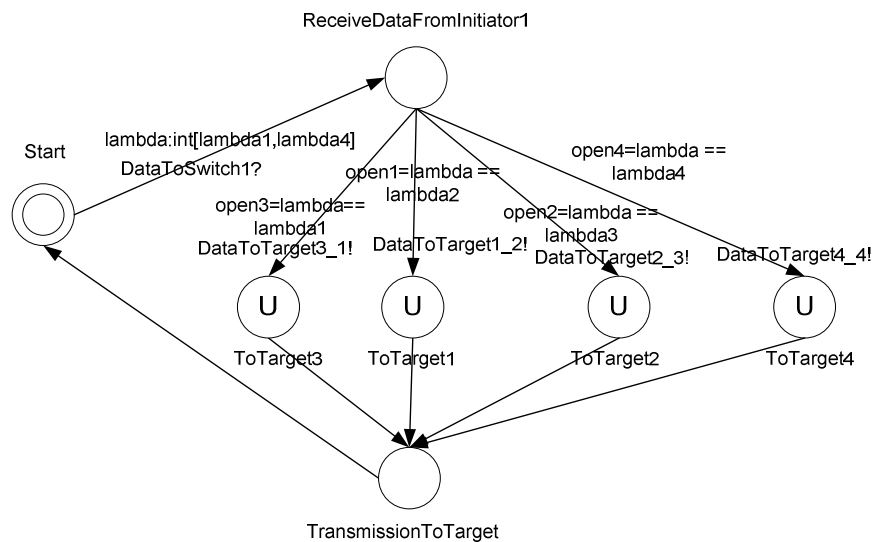 ReceiveDataFromInitiator1
Start
lambda:int[lambda1,lambda4]
DataToSwitch1?
open3=lambda==
lambda1
DataToTarget3_1!
open1=lambda ==
lambda2
DataToTarget1_2!
open2=lambda ==
lambda3
DataToTarget2_3!
open4=lambda ==
lambda4
DataToTarget4_4!
U
U
U
U
ToTarget3
ToTarget1
ToTarget2
ToTarget4
TransmissionToTarget